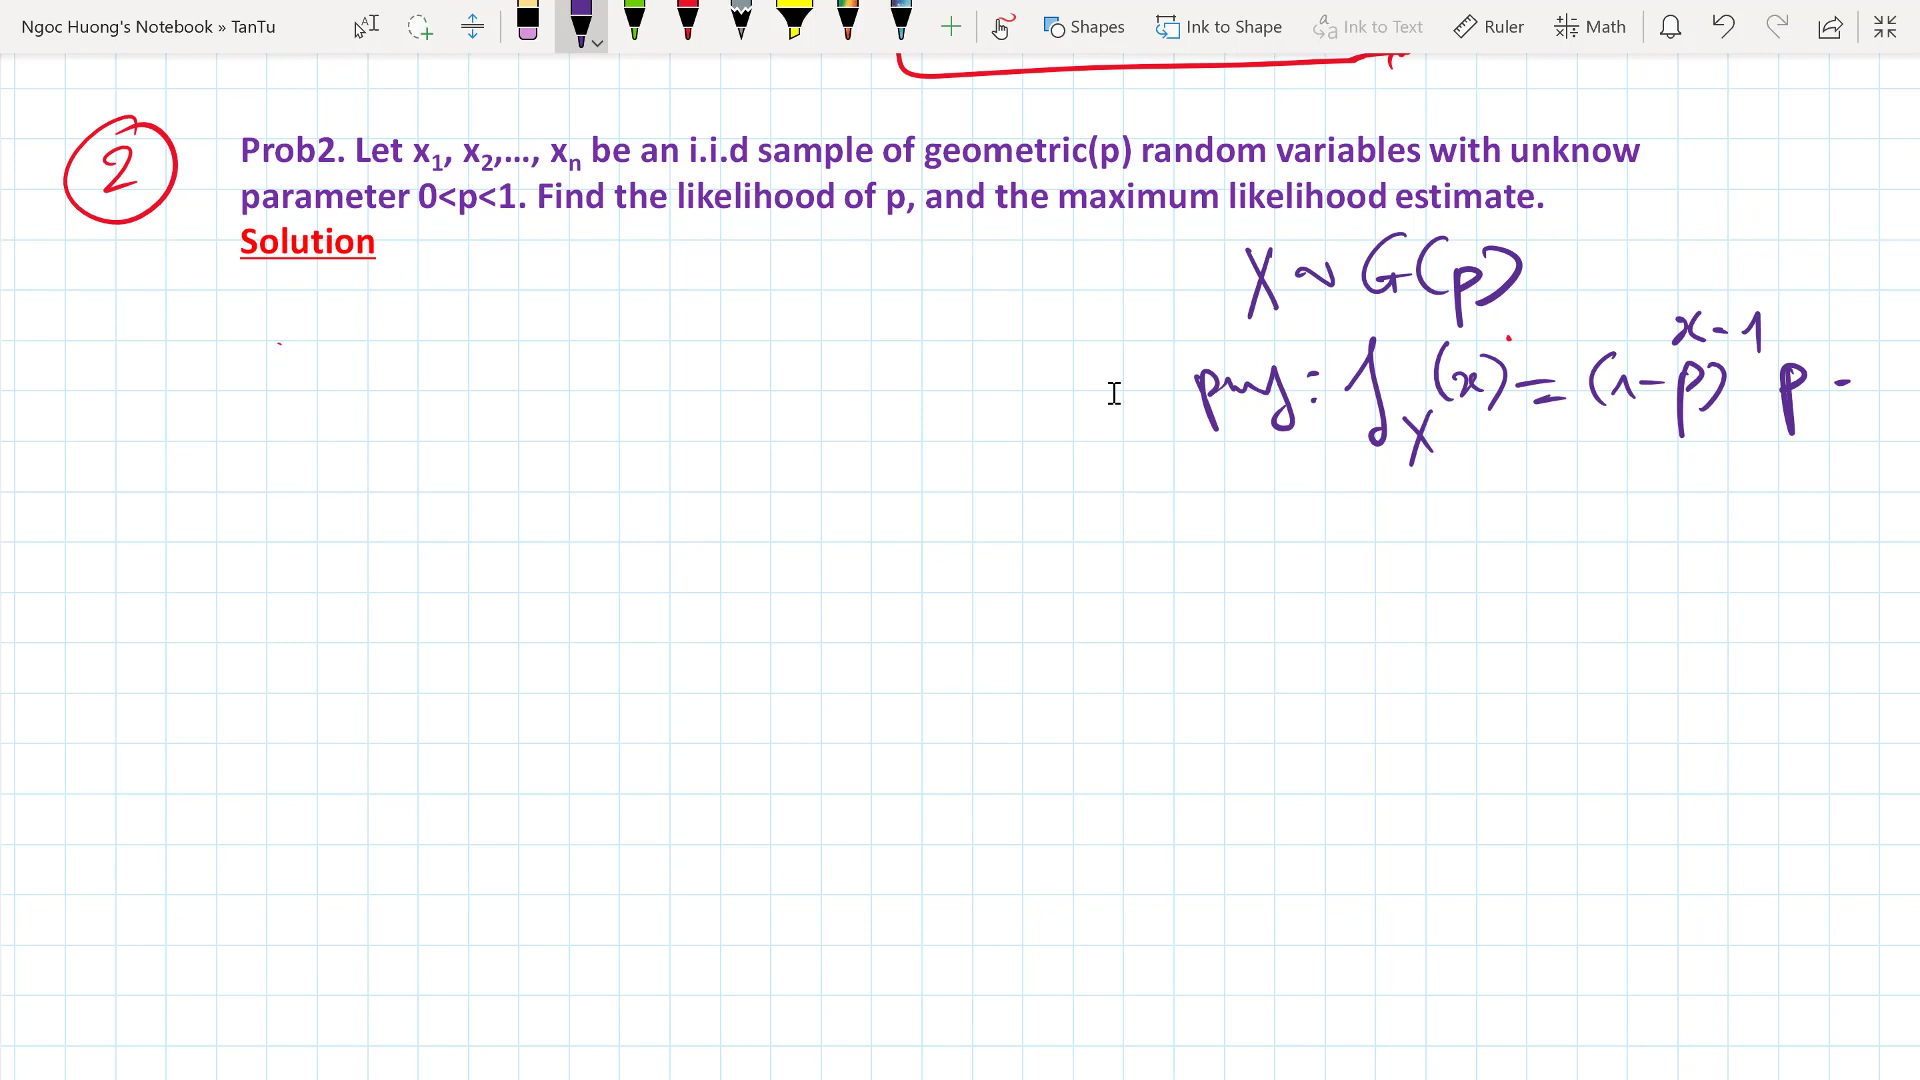 Ngoc Huong's Notebook » TanTu
Shapes Ink to Shape Ink to Text Ruler Math
2
Prob2. Let x1, x2,..., xn be an i.i.d sample of geometric(p) random variables with unknow
parameter 0<p<1. Find the likelihood of p, and the maximum likelihood estimate.
Solution
X ~ G(p)
pmf: f_X(x) = (1-p)^{x-1} p -